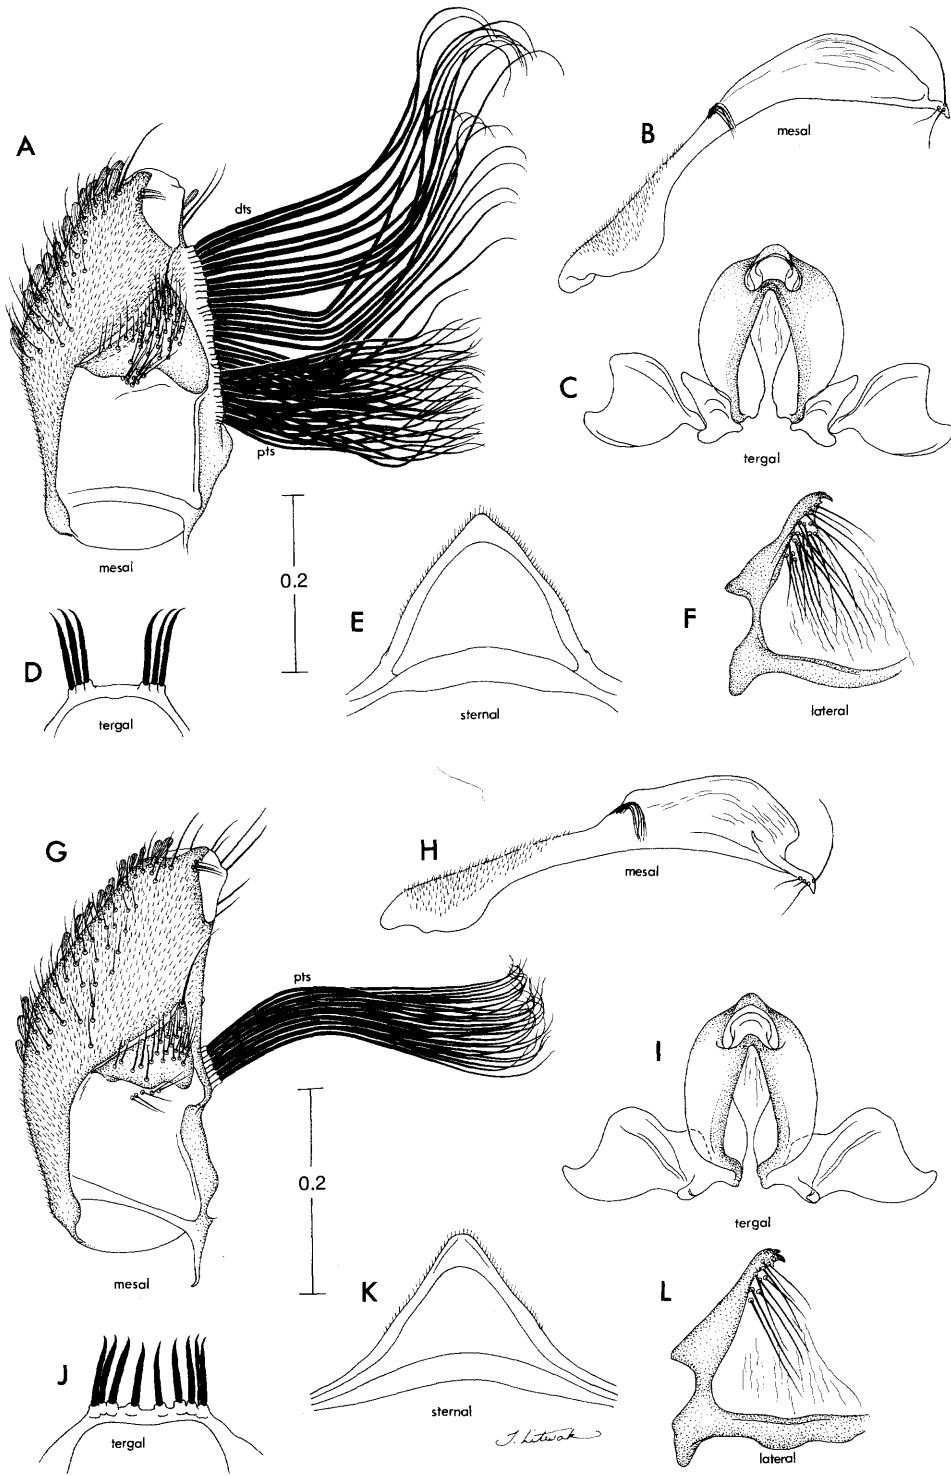 A
dts
pts
mesal
B
mesal
C
tergal
0.2
D
tergal
E
sternal
F
lateral
G
pts
mesal
0.2
H
mesal
I
tergal
J
tergal
K
sternal
L
lateral
T. Litwak